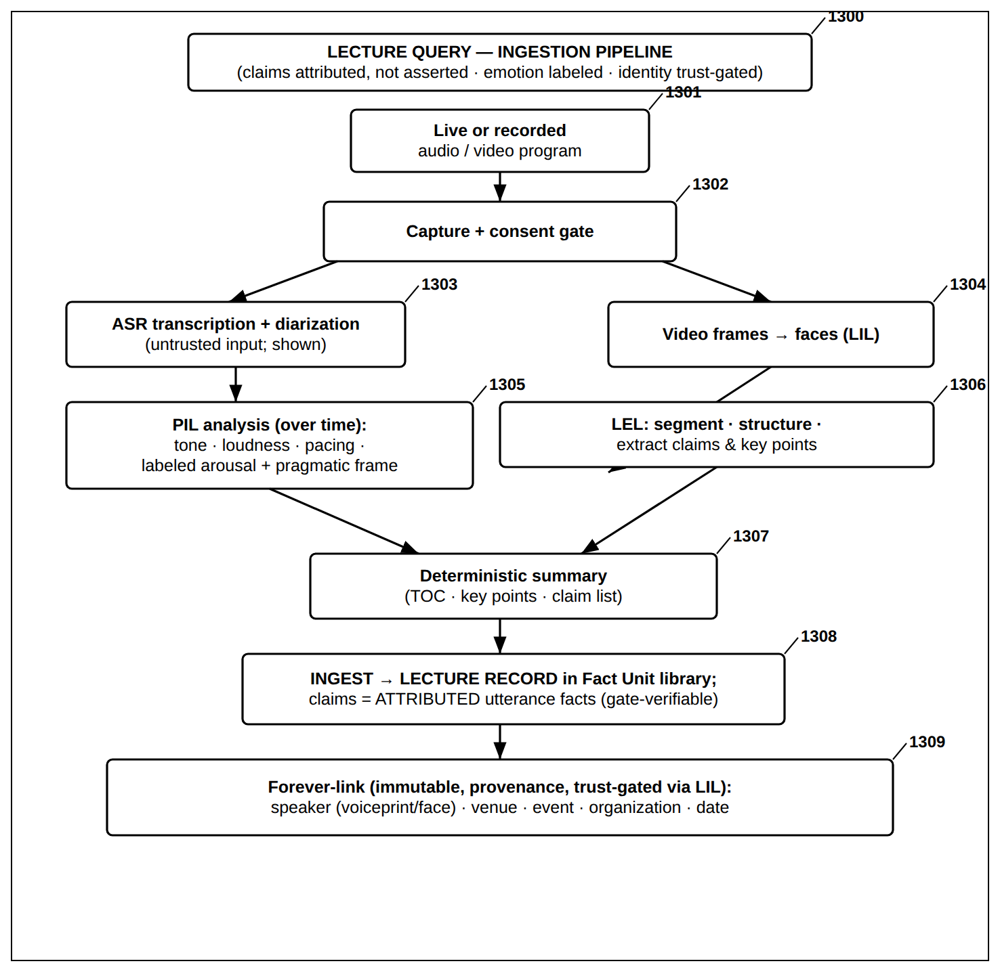 1300
LECTURE QUERY — INGESTION PIPELINE
(claims attributed, not asserted · emotion labeled · identity trust-gated)
1301
Live or recorded
audio / video program
1302
Capture + consent gate
1303
1304
ASR transcription + diarization
(untrusted input; shown)
Video frames → faces (LIL)
1305
1306
PIL analysis (over time):
tone · loudness · pacing ·
labeled arousal + pragmatic frame
LEL: segment · structure ·
extract claims & key points
1307
Deterministic summary
(TOC · key points · claim list)
1308
INGEST → LECTURE RECORD in Fact Unit library;
claims = ATTRIBUTED utterance facts (gate-verifiable)
1309
Forever-link (immutable, provenance, trust-gated via LIL):
speaker (voiceprint/face) · venue · event · organization · date